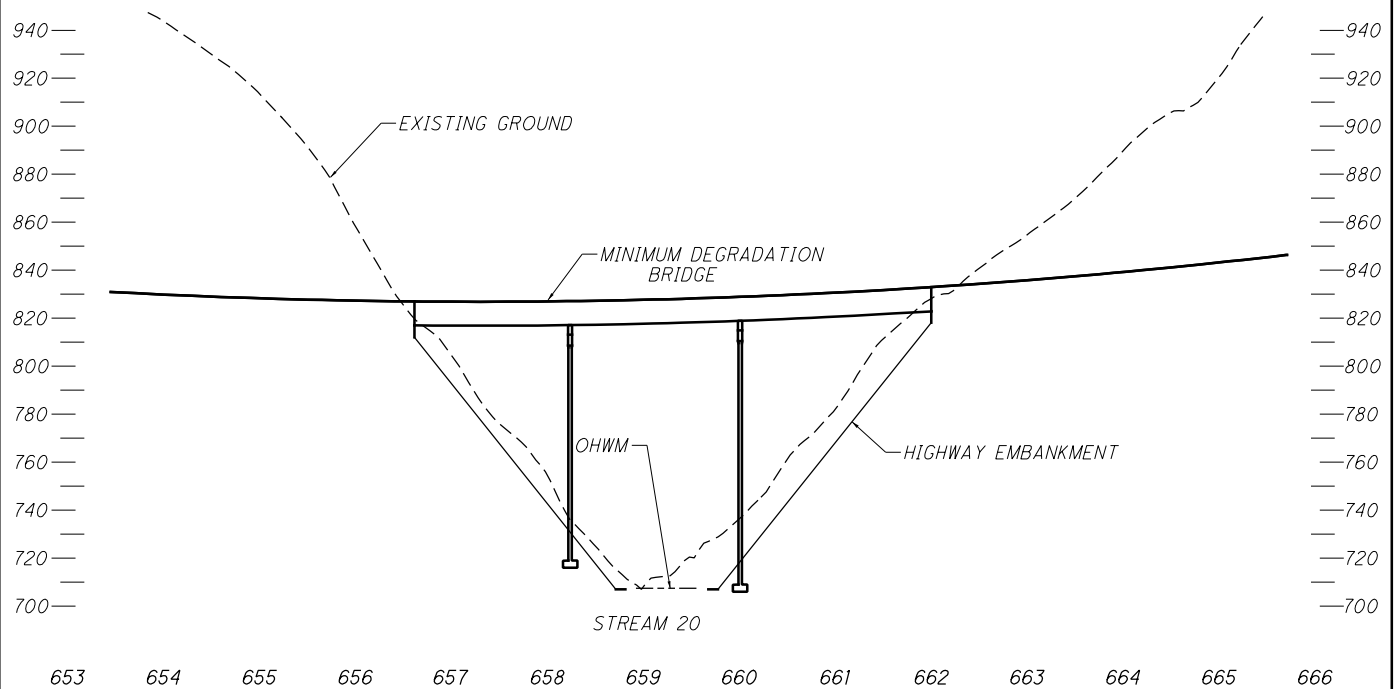 940 940
920 920
EXISTING GROUND
900 900
880 880
860 860
MINIMUM DEGRADATION
BRIDGE
840 840
820 820
800 800
780 780
OHWM
HIGHWAY EMBANKMENT
760 760
740 740
720 720
700 700
STREAM 20
653 654 655 656 657 658 659 660 661 662 663 664 665 666